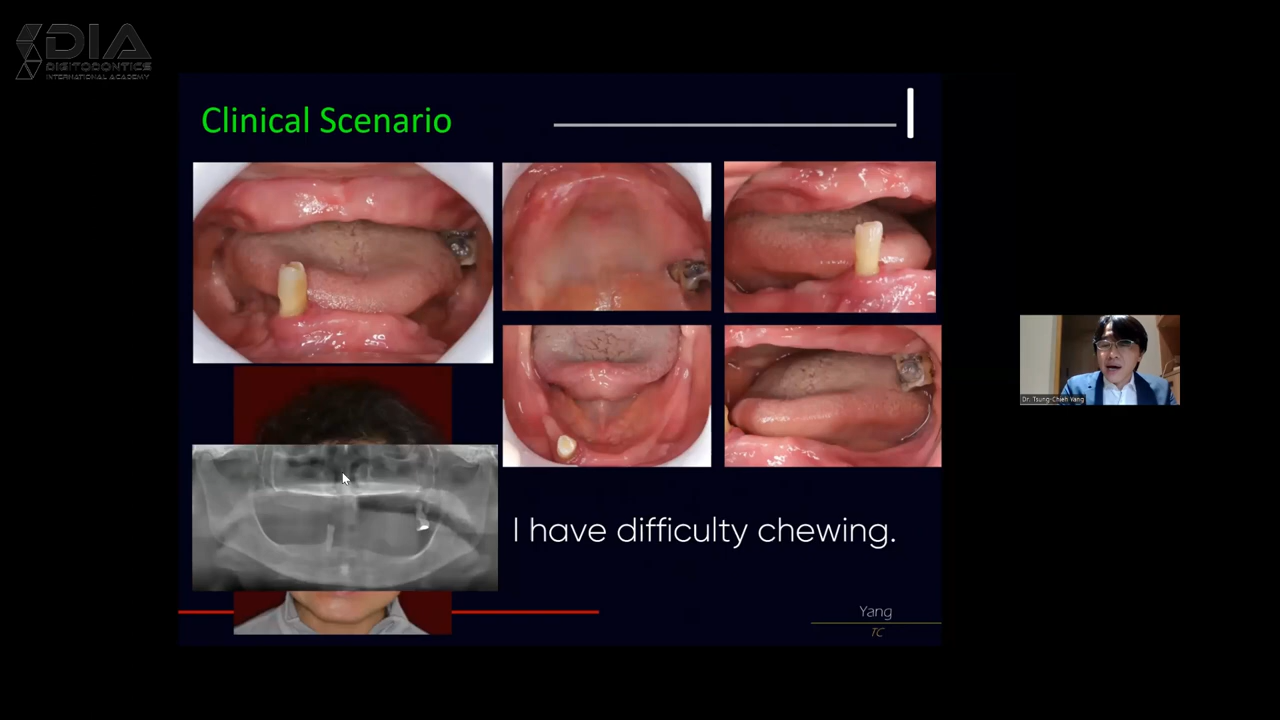 DIA
DIGITODONTICS
INTERNATIONAL ACADEMY
Clinical Scenario
I have difficulty chewing.
Dr. Tsung-Chieh Yang
Yang
TC